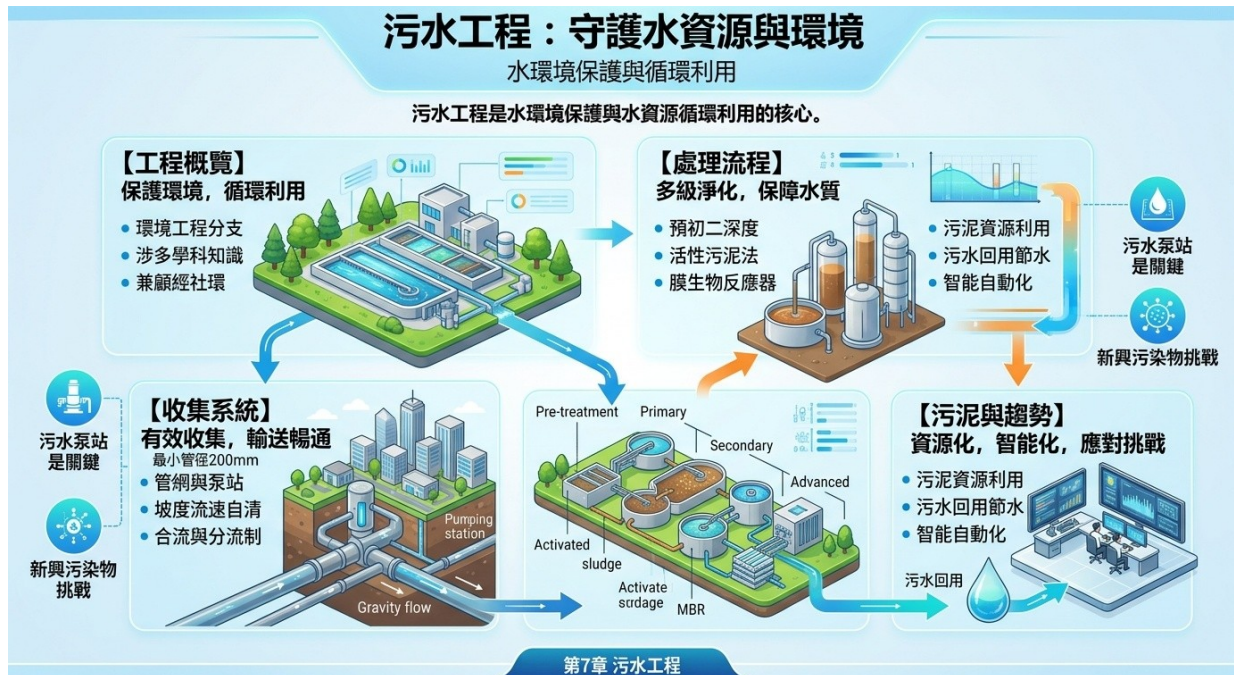 污水工程：守護水資源與環境
水環境保護與循環利用
污水工程是水環境保護與水資源循環利用的核心。
【工程概覽】
保護環境，循環利用
• 環境工程分支
• 涉多學科知識
• 兼顧經社環
【處理流程】
多級淨化，保障水質
• 預初二深度
• 活性污泥法
• 膜生物反應器
• 污泥資源利用
• 污水回用節水
• 智能自動化
污水泵站
是關鍵
新興污染物挑戰
污水泵站
是關鍵
新興污染物
挑戰
【收集系統】
有效收集，輸送暢通
最小管徑200mm
• 管網與泵站
• 坡度流速自清
• 合流與分流制
Pumping
station
Gravity flow
Pre-treatment
Primary
Secondary
Advanced
Activated
sludge
Activate
srdage
MBR
【污泥與趨勢】
資源化，智能化，應對挑戰
• 污泥資源利用
• 污水回用節水
• 智能自動化
污水回用
第7章 污水工程